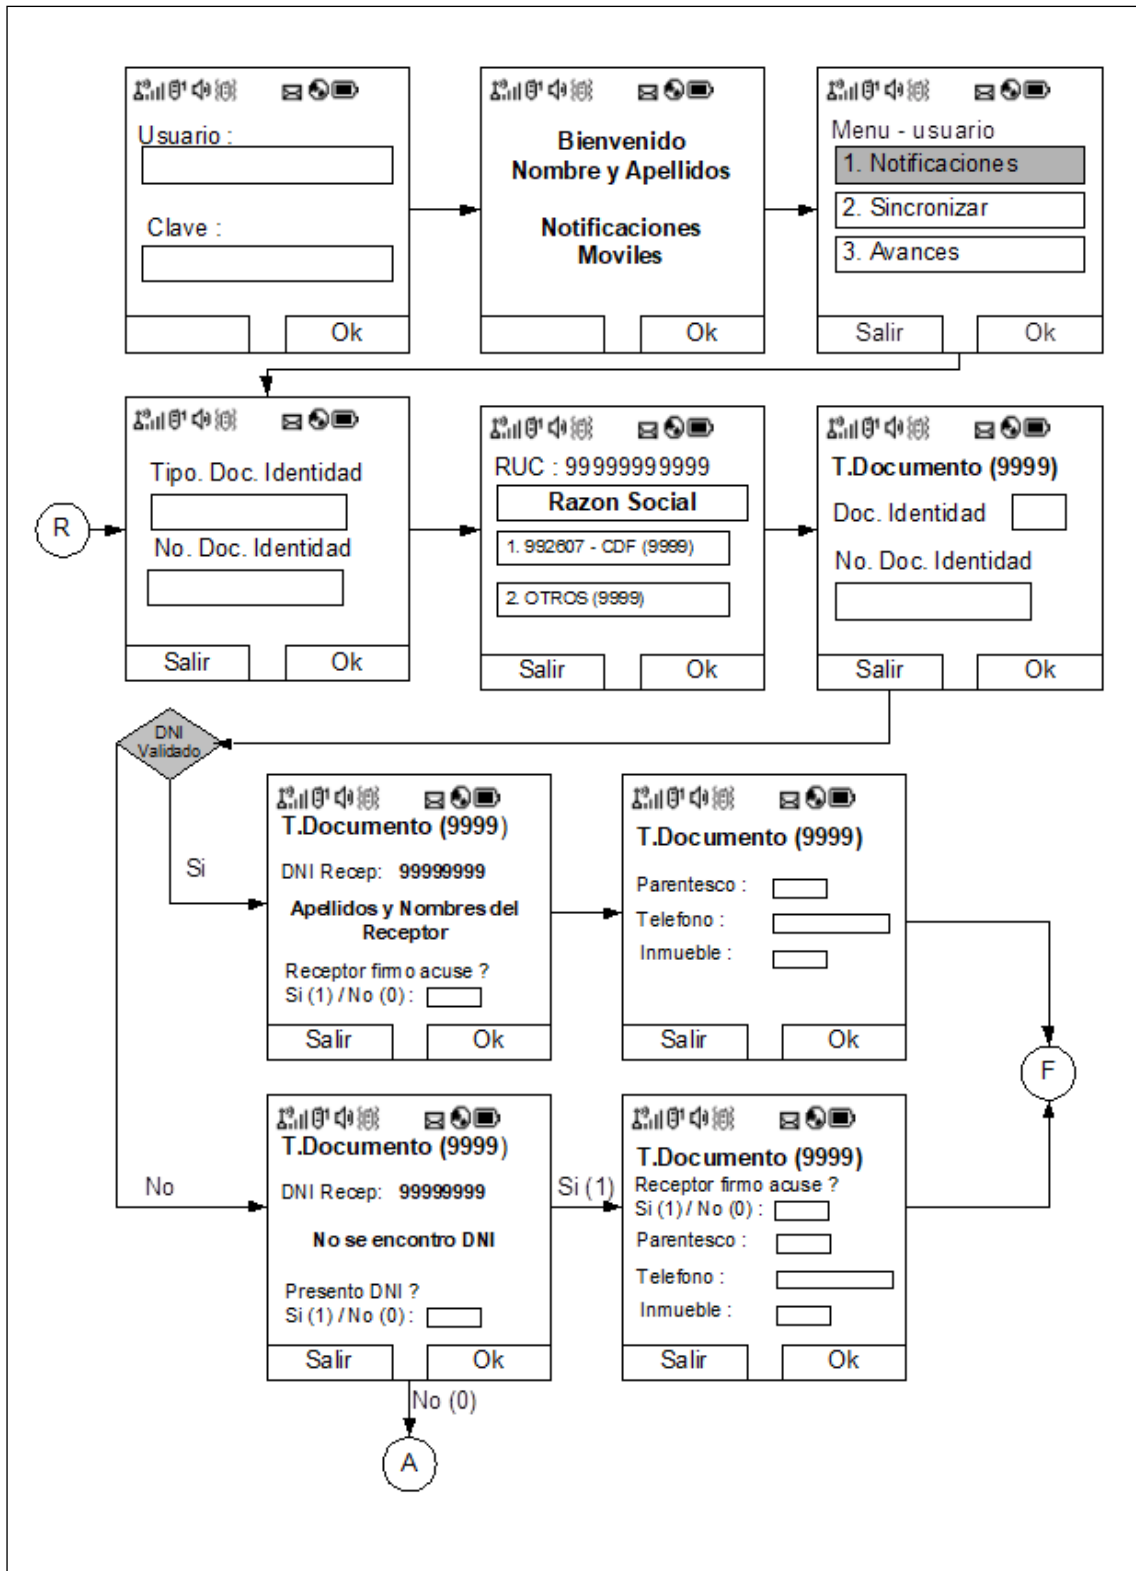 Usuario :
Clave :
Ok
Bienvenido
Nombre y Apellidos
Notificaciones
Moviles
Ok
Menu - usuario
1. Notificaciones
2. Sincronizar
3. Avances
Salir
Ok
R
Tipo. Doc. Identidad
No. Doc. Identidad
Salir
Ok
RUC : 99999999999
Razon Social
1. 992607 - CDF (9999)
2. OTROS (9999)
Salir
Ok
T.Documento (9999)
Doc. Identidad
No. Doc. Identidad
Salir
Ok
DNI
Validado
Si
T.Documento (9999)
DNI Recep: 99999999
Apellidos y Nombres del
Receptor
Receptor firmo acuse ?
Si (1) / No (0) :
Salir
Ok
T.Documento (9999)
Parentesco :
Telefono :
Inmueble :
Salir
Ok
F
No
T.Documento (9999)
DNI Recep: 99999999
No se encontro DNI
Presento DNI ?
Si (1) / No (0) :
Salir
Ok
Si (1)
T.Documento (9999)
Receptor firmo acuse ?
Si (1) / No (0) :
Parentesco :
Telefono :
Inmueble :
Salir
Ok
No (0)
A